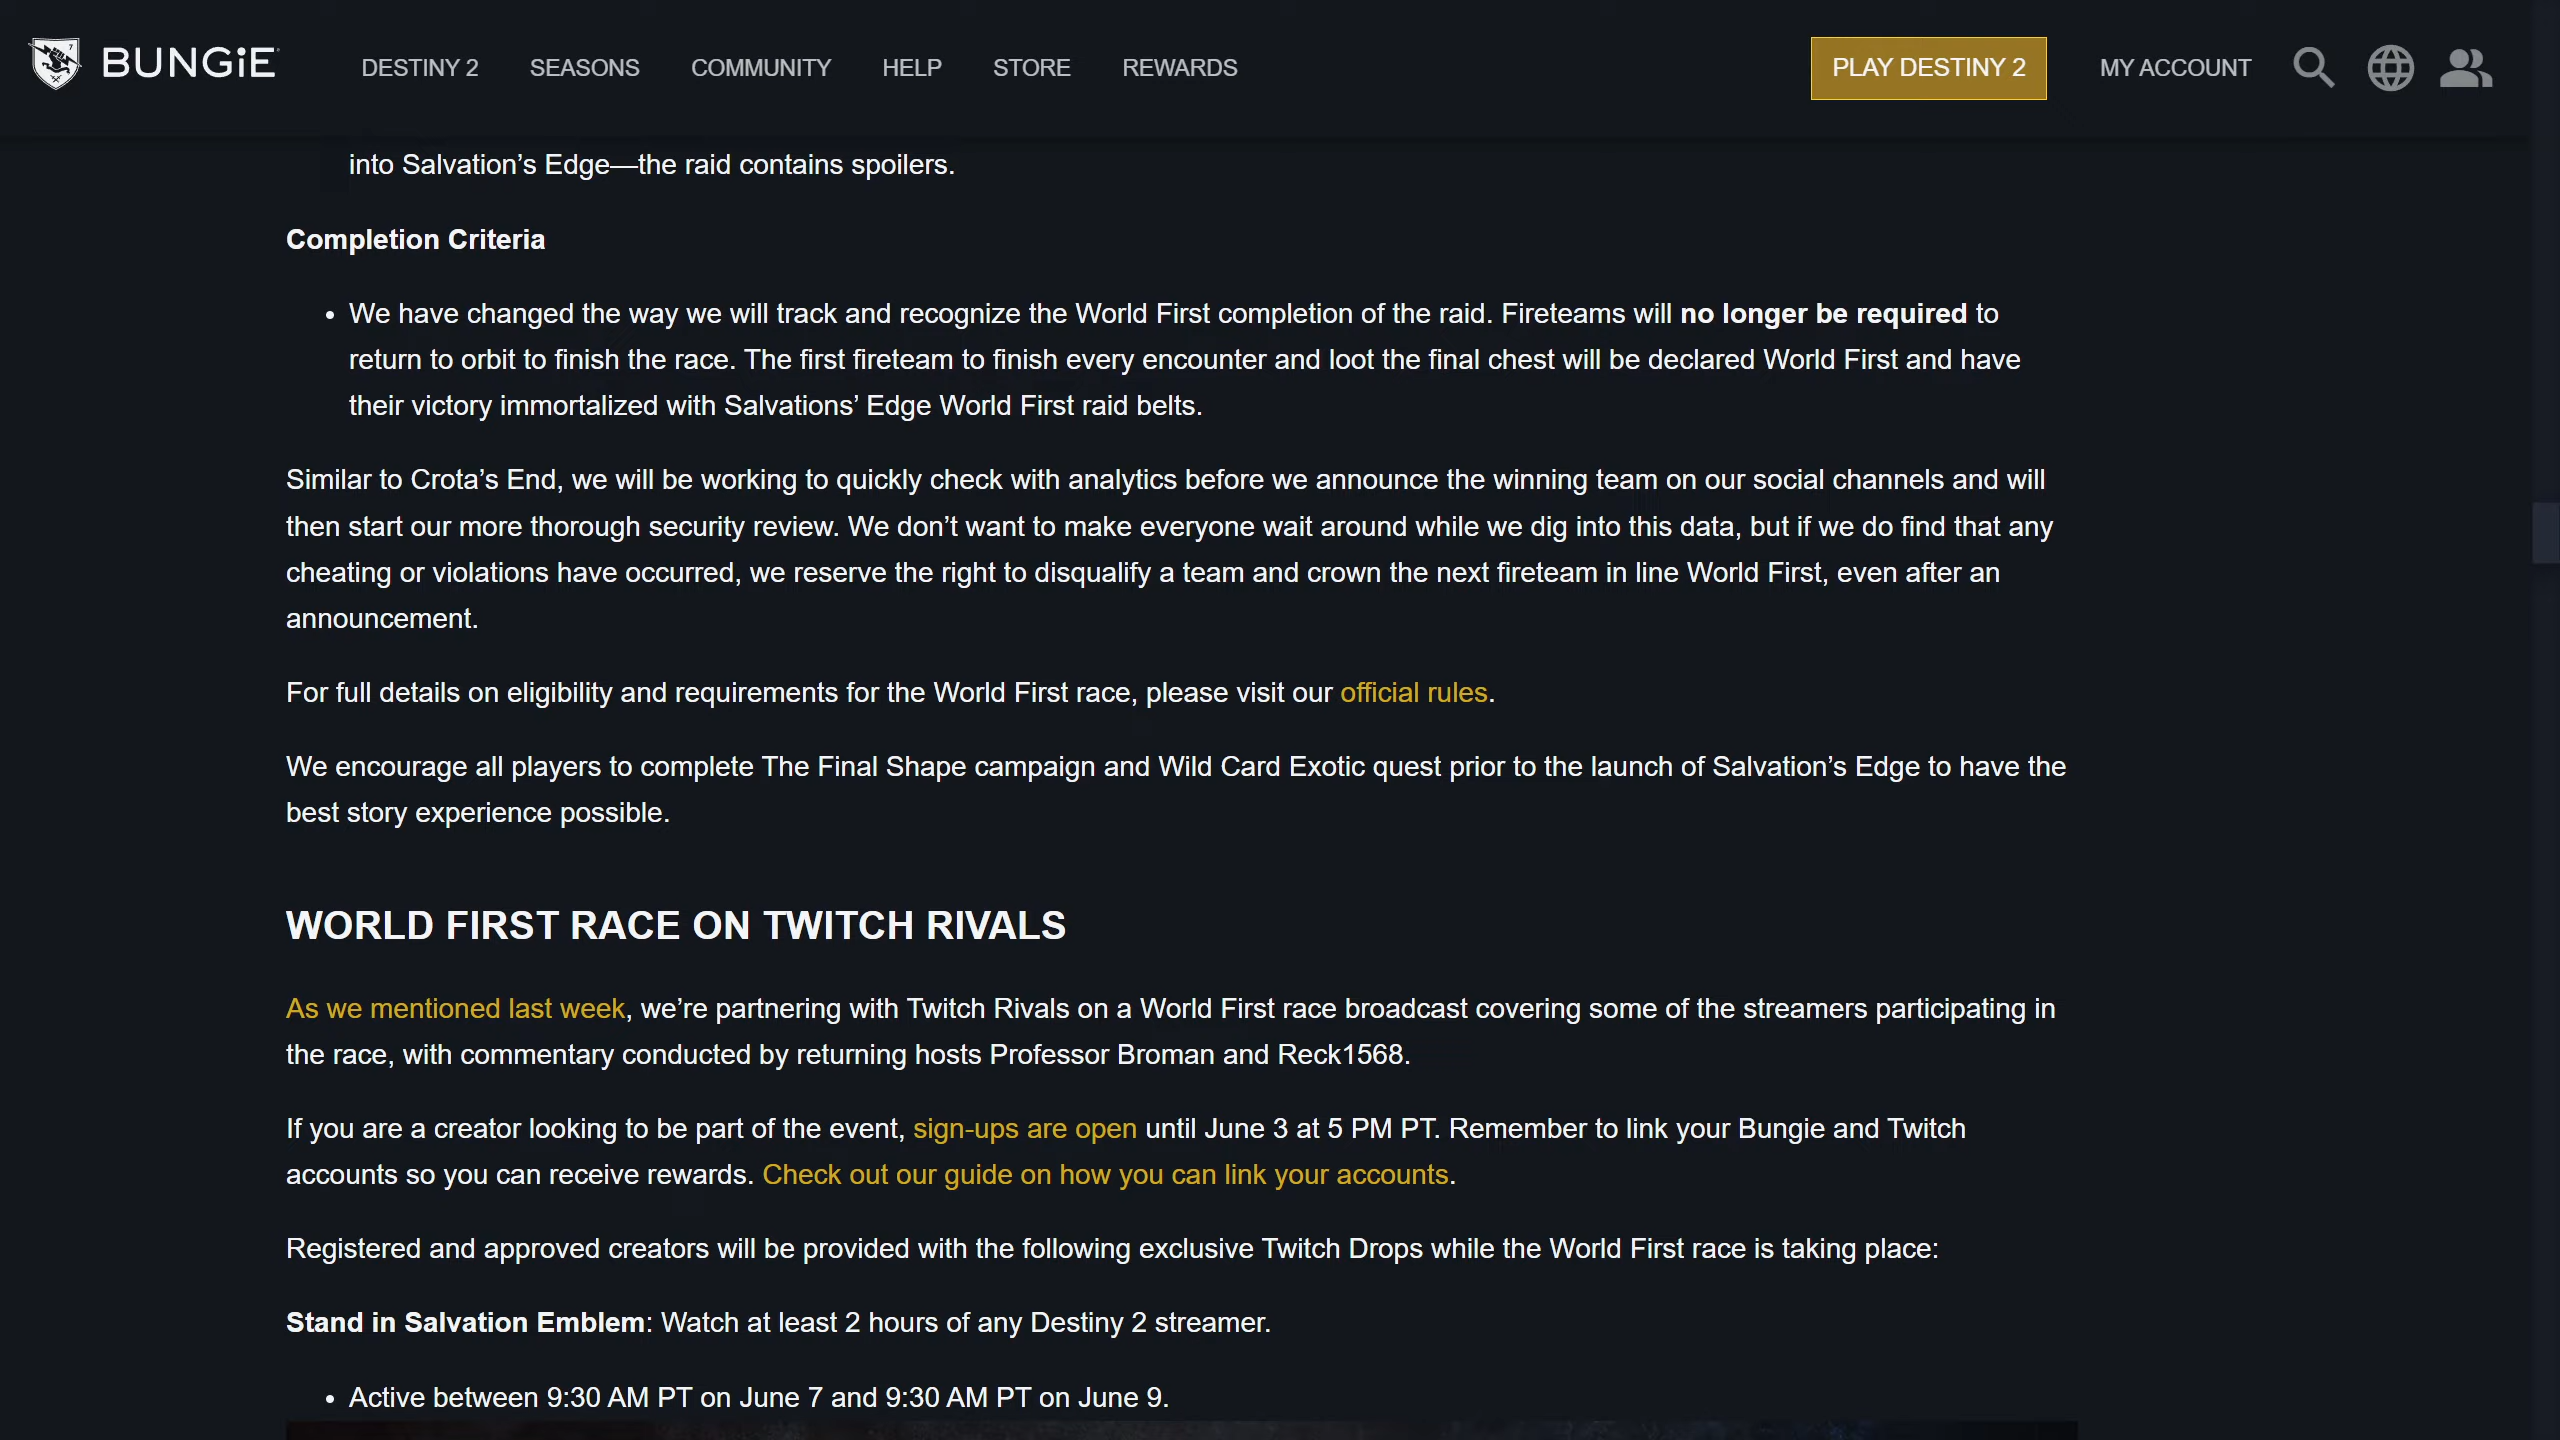 BUNGiE
DESTINY 2
SEASONS
COMMUNITY
HELP
STORE
REWARDS
PLAY DESTINY 2
MY ACCOUNT
into Salvation’s Edge—the raid contains spoilers.
Completion Criteria
• We have changed the way we will track and recognize the World First completion of the raid. Fireteams will no longer be required to
return to orbit to finish the race. The first fireteam to finish every encounter and loot the final chest will be declared World First and have
their victory immortalized with Salvations’ Edge World First raid belts.
Similar to Crota’s End, we will be working to quickly check with analytics before we announce the winning team on our social channels and will
then start our more thorough security review. We don’t want to make everyone wait around while we dig into this data, but if we do find that any
cheating or violations have occurred, we reserve the right to disqualify a team and crown the next fireteam in line World First, even after an
announcement.
For full details on eligibility and requirements for the World First race, please visit our official rules.
We encourage all players to complete The Final Shape campaign and Wild Card Exotic quest prior to the launch of Salvation’s Edge to have the
best story experience possible.
WORLD FIRST RACE ON TWITCH RIVALS
As we mentioned last week, we’re partnering with Twitch Rivals on a World First race broadcast covering some of the streamers participating in
the race, with commentary conducted by returning hosts Professor Broman and Reck1568.
If you are a creator looking to be part of the event, sign-ups are open until June 3 at 5 PM PT. Remember to link your Bungie and Twitch
accounts so you can receive rewards. Check out our guide on how you can link your accounts.
Registered and approved creators will be provided with the following exclusive Twitch Drops while the World First race is taking place:
Stand in Salvation Emblem: Watch at least 2 hours of any Destiny 2 streamer.
• Active between 9:30 AM PT on June 7 and 9:30 AM PT on June 9.